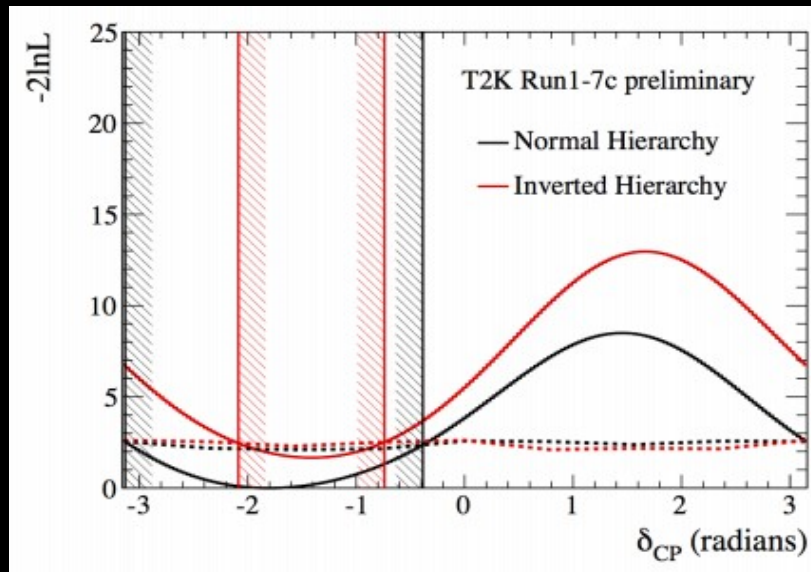 -2lnL
25
20
15
10
5
0
T2K Run1-7c preliminary
Normal Hierarchy
Inverted Hierarchy
-3 -2 -1 0 1 2 3
δCP (radians)